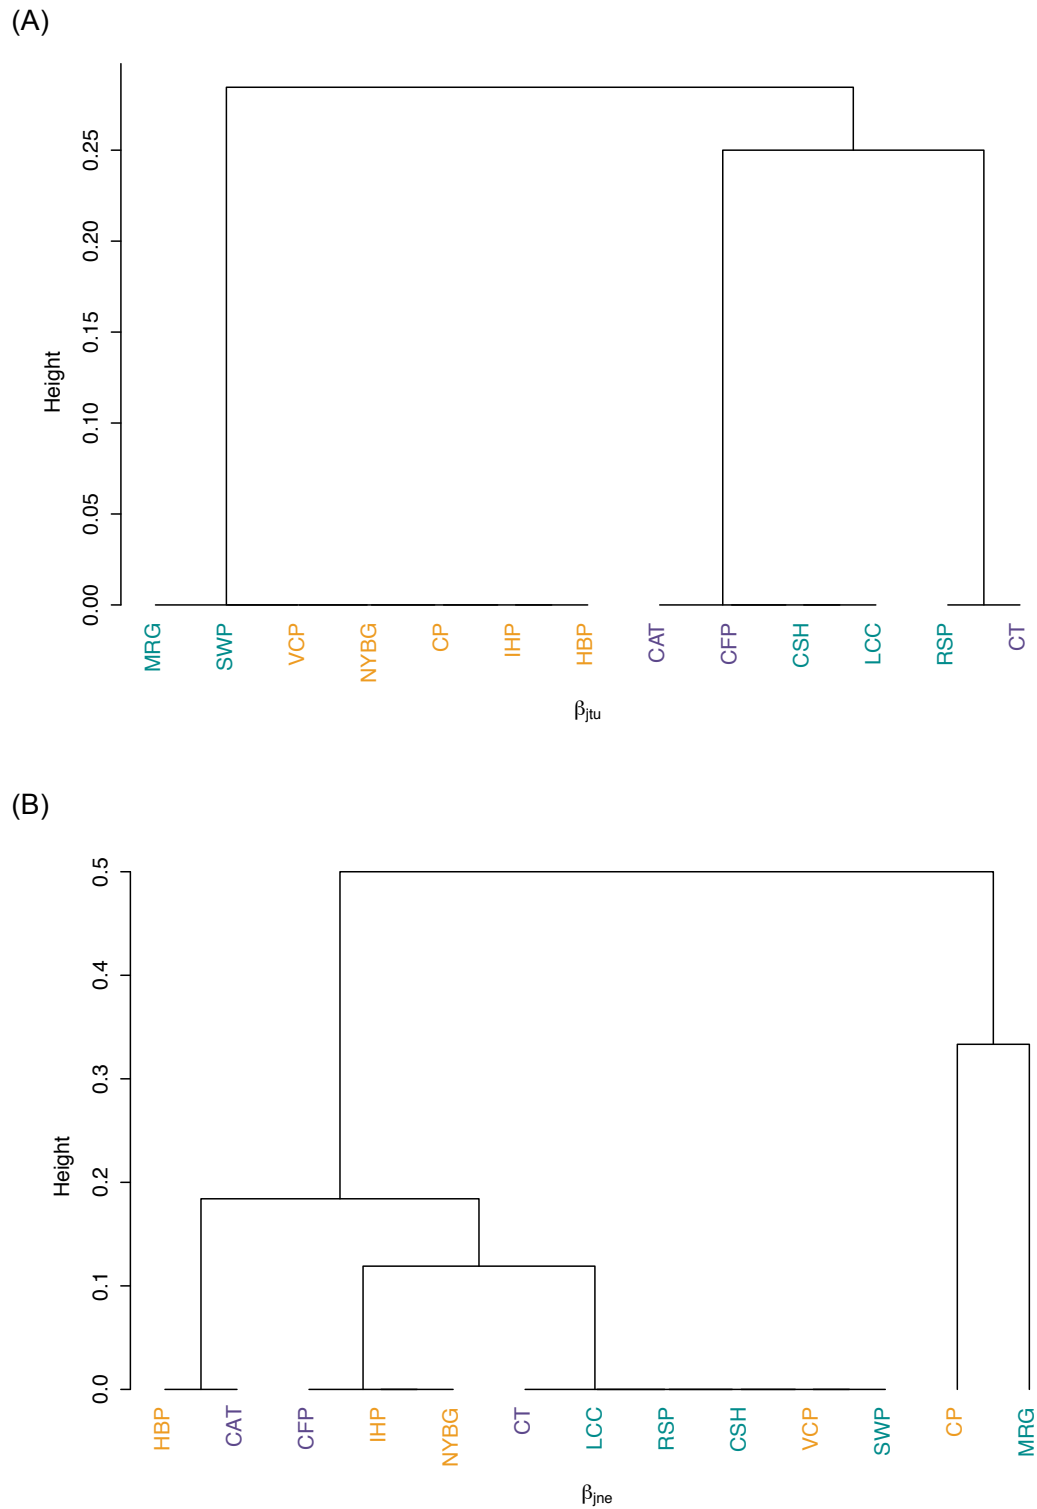 (A)
0.25
0.20
0.15
0.10
0.05
0.00
Height
MRG SWP VCP NYBG CP IHP HBP CAT CFP CSH LCC RSP CT
βjtu
(B)
0.5
0.4
0.3
0.2
0.1
0.0
Height
HBP CAT CFP IHP NYBG CT LCC RSP CSH VCP SWP CP MRG
βjne